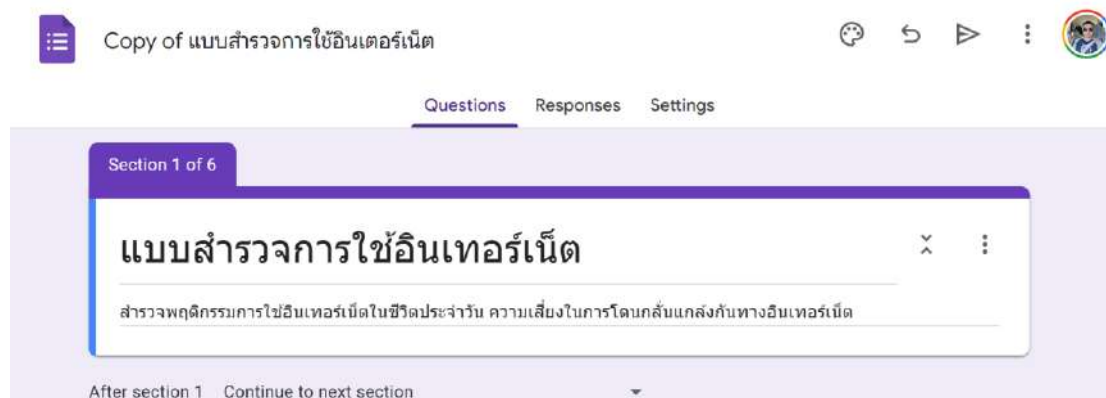 Copy of แบบสำรวจการใช้อินเตอร์เน็ต
Questions Responses Settings
Section 1 of 6
แบบสำรวจการใช้อินเทอร์เน็ต
สำรวจพฤติกรรมการใช้อินเทอร์เน็ตในชีวิตประจำวัน ความเสี่ยงในการโดนกลั่นแกล้งกันทางอินเทอร์เน็ต
After section 1 Continue to next section